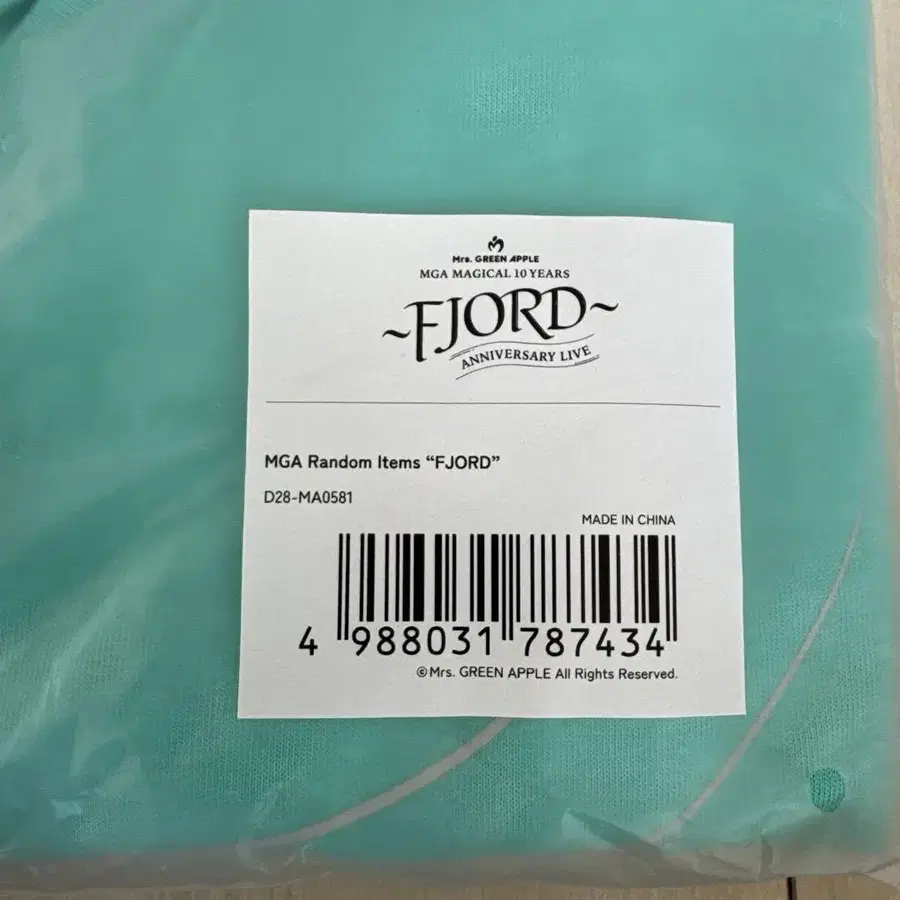 Mrs. GREEN APPLE
MGA MAGICAL 10 YEARS
~FJORD~
ANNIVERSARY LIVE
MGA Random Items “FJORD”
D28-MA0581
MADE IN CHINA
4 988031 787434
©Mrs. GREEN APPLE All Rights Reserved.